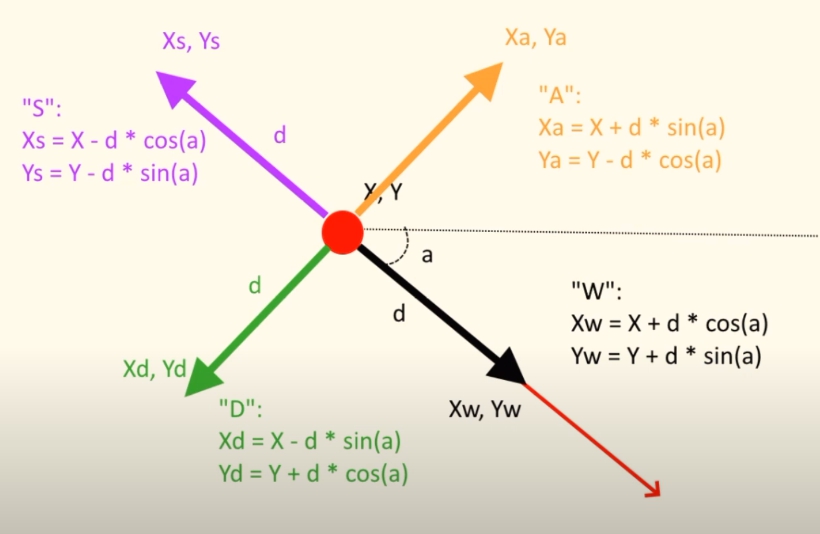 Xs, Ys
Xa, Ya
"S":
Xs = X - d * cos(a)
Ys = Y - d * sin(a)
d
"A":
Xa = X + d * sin(a)
Ya = Y - d * cos(a)
X, Y
a
d
d
"W":
Xw = X + d * cos(a)
Yw = Y + d * sin(a)
Xd, Yd
Xw, Yw
"D":
Xd = X - d * sin(a)
Yd = Y + d * cos(a)